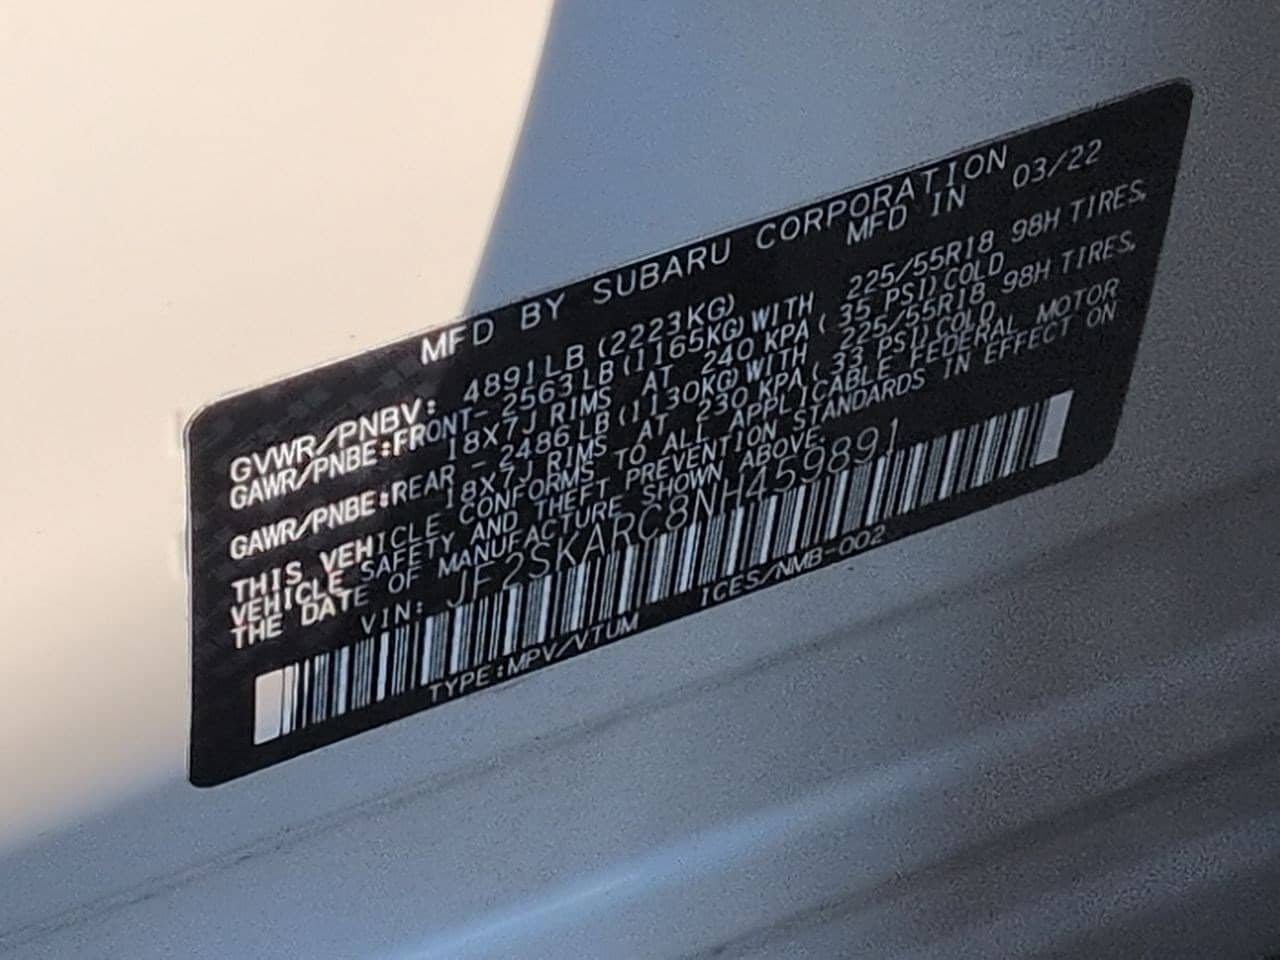 MFD BY SUBARU CORPORATION
MFD IN 03/22
GVWR/PNBV: 4891LB (2223KG)
GAWR/PNBE:FRONT- 2563LB(1165KG)WITH 225/55R18 98H TIRES,
18X7J RIMS AT 240 KPA ( 35 PSI)COLD
GAWR/PNBE:REAR - 2486LB(1130KG)WITH 225/55R18 98H TIRES,
18X7J RIMS AT 230 KPA ( 33 PSI)COLD
THIS VEHICLE CONFORMS TO ALL APPLICABLE FEDERAL MOTOR
VEHICLE SAFETY AND THEFT PREVENTION STANDARDS IN EFFECT ON
THE DATE OF MANUFACTURE SHOWN ABOVE.
VIN: JF2SKARC8NH459891
TYPE:MPV/VTUM ICES/NMB-002